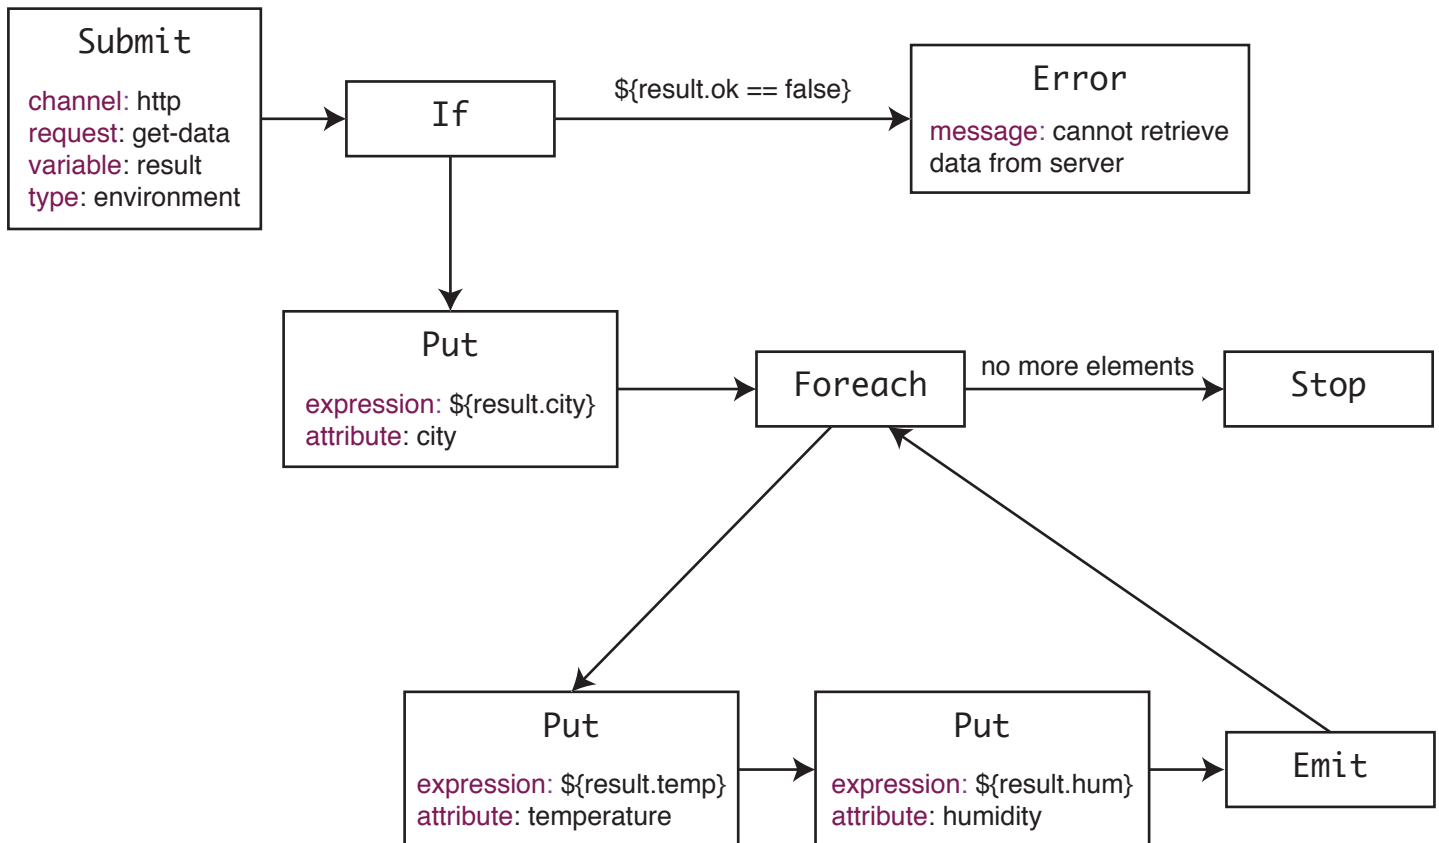 Submit
channel: http
request: get-data
variable: result
type: environment
If
${result.ok == false}
Error
message: cannot retrieve
data from server
Put
expression: ${result.city}
attribute: city
Foreach
no more elements
Stop
Put
expression: ${result.temp}
attribute: temperature
Put
expression: ${result.hum}
attribute: humidity
Emit